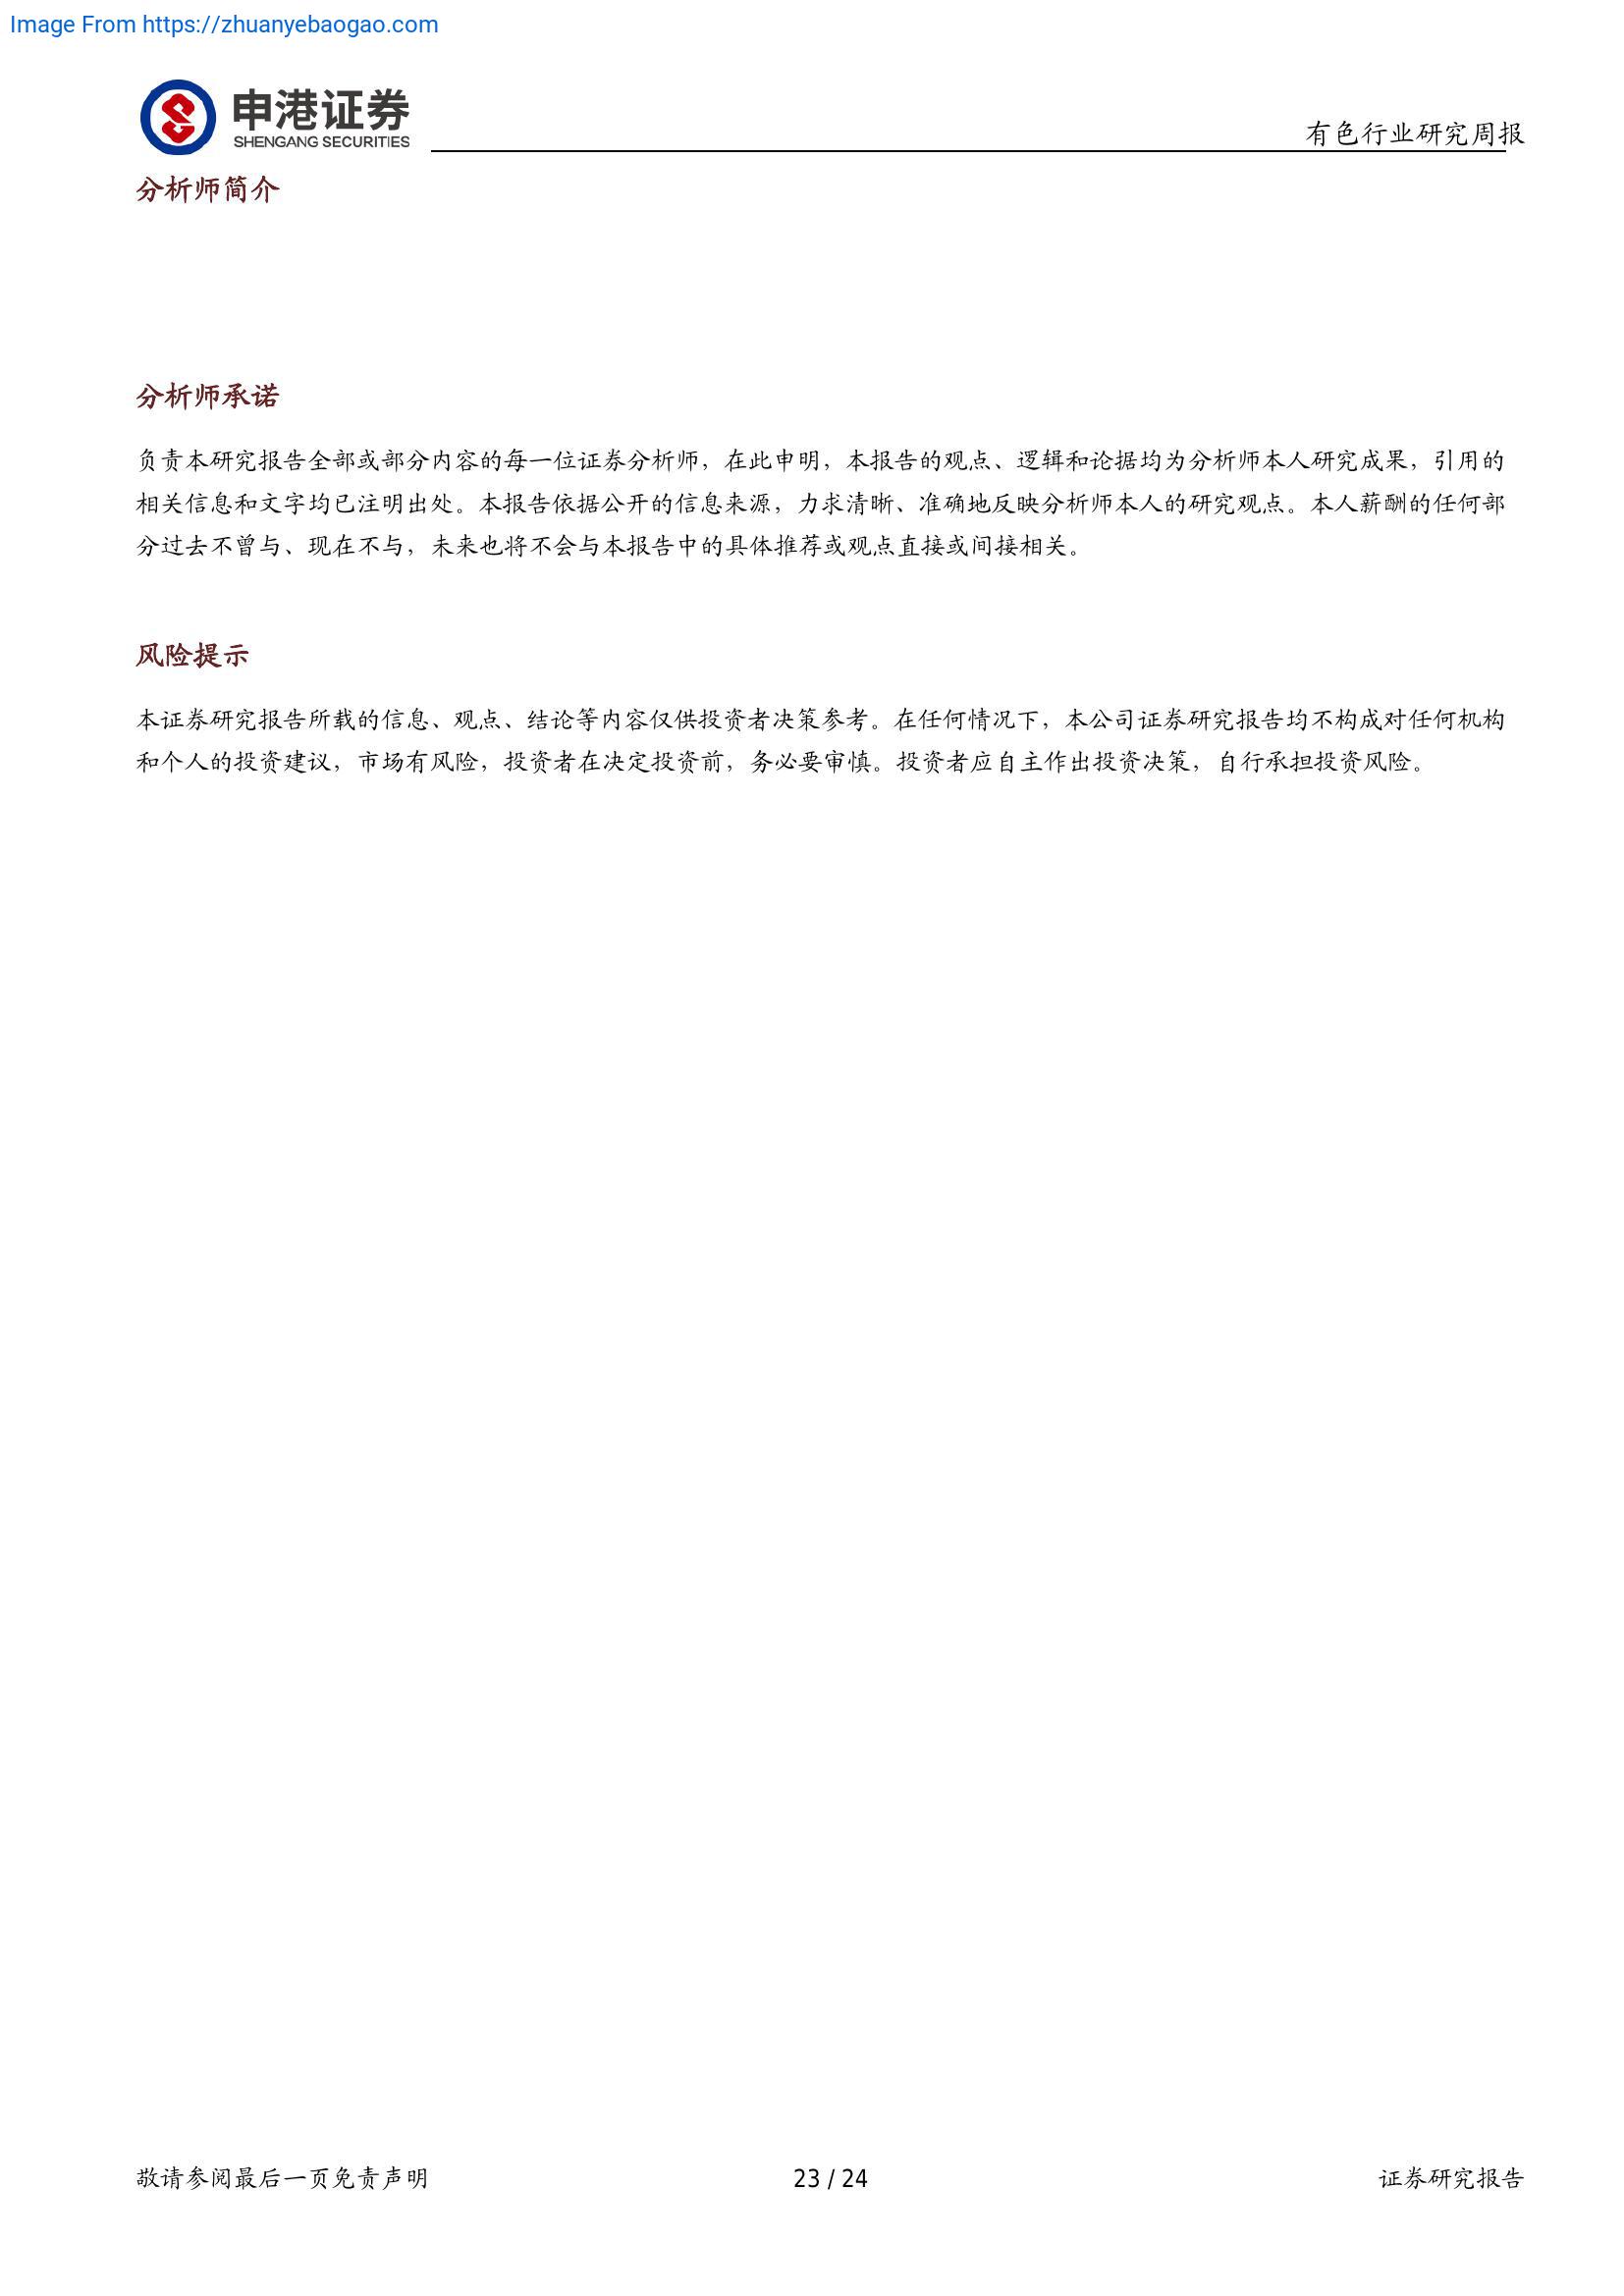 Image From https://zhuanyebaogao.com
申港证券
SHENGANG SECURITIES
有色行业研究周报
分析师简介
分析师承诺
负责本研究报告全部或部分内容的每一位证券分析师，在此申明，本报告的观点、逻辑和论据均为分析师本人研究成果，引用的
相关信息和文字均已注明出处。本报告依据公开的信息来源，力求清晰、准确地反映分析师本人的研究观点。本人薪酬的任何部
分过去不曾与、现在不与，未来也将不会与本报告中的具体推荐或观点直接或间接相关。
风险提示
本证券研究报告所载的信息、观点、结论等内容仅供投资者决策参考。在任何情况下，本公司证券研究报告均不构成对任何机构
和个人的投资建议，市场有风险，投资者在决定投资前，务必要审慎。投资者应自主作出投资决策，自行承担投资风险。
敬请参阅最后一页免责声明
23 / 24
证券研究报告